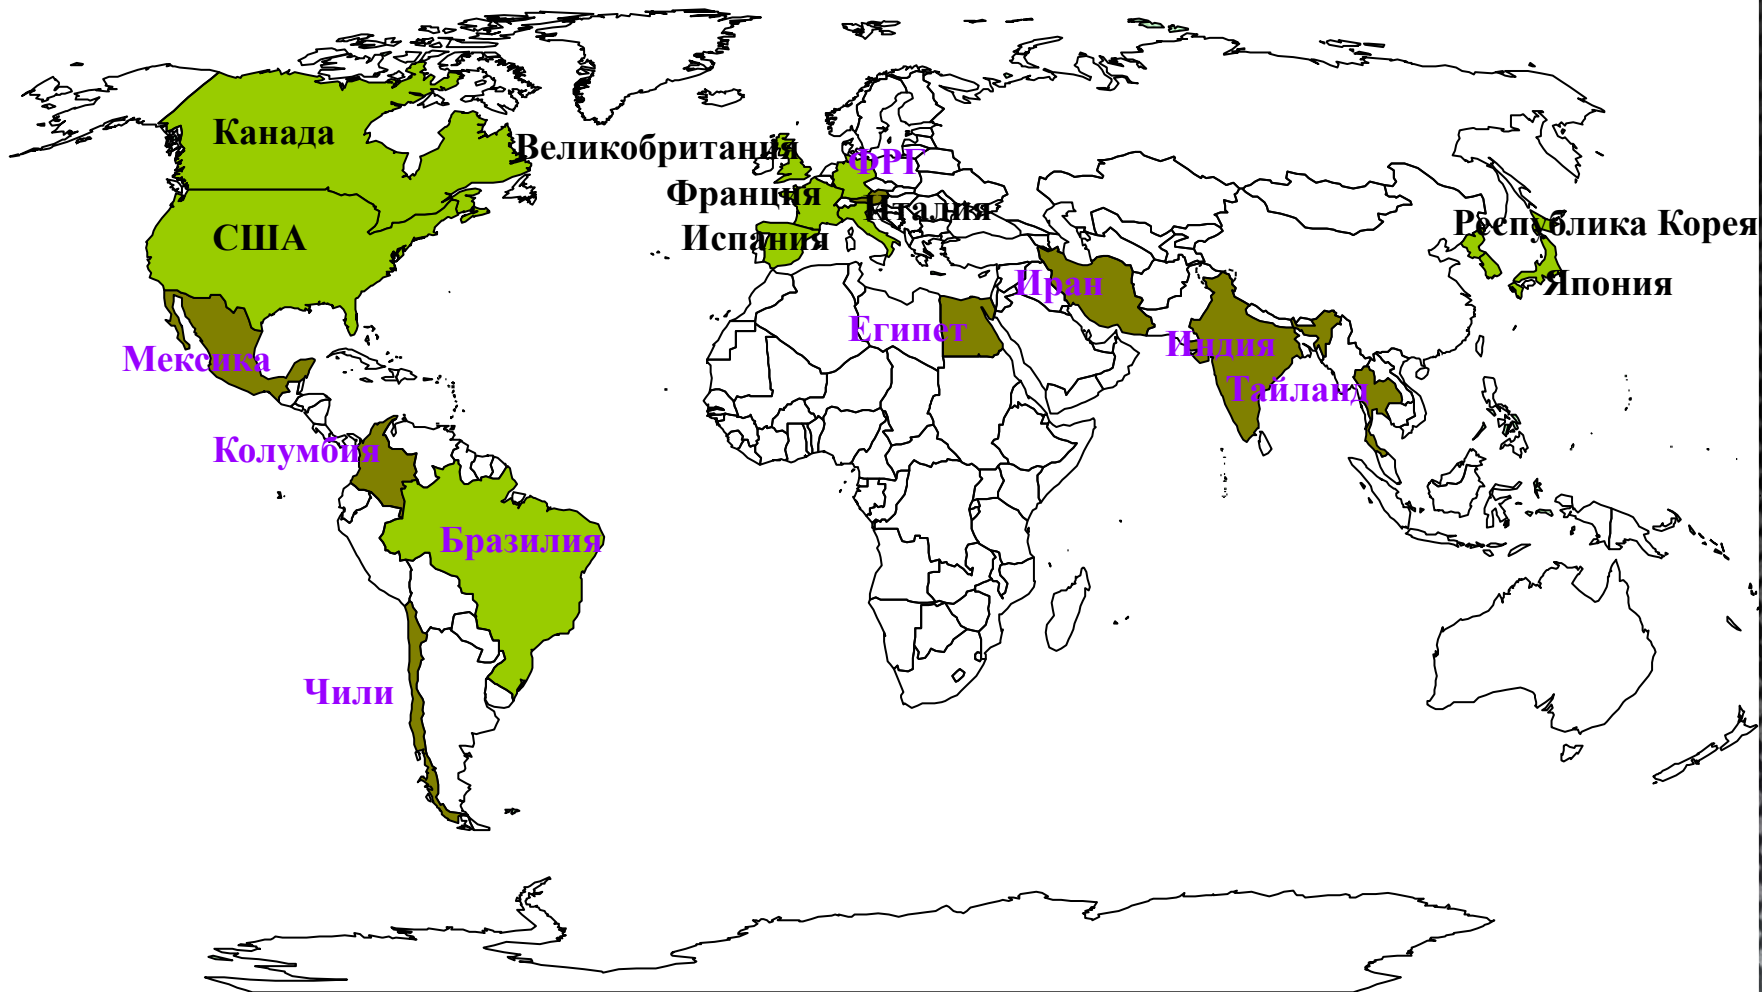 Канада
Великобритания
ФРГ
Франция
Италия
США
Испания
Республика Корея
Иран
Япония
Египет
Мексика
Индия
Тайланд
Колумбия
Бразилия
Чили